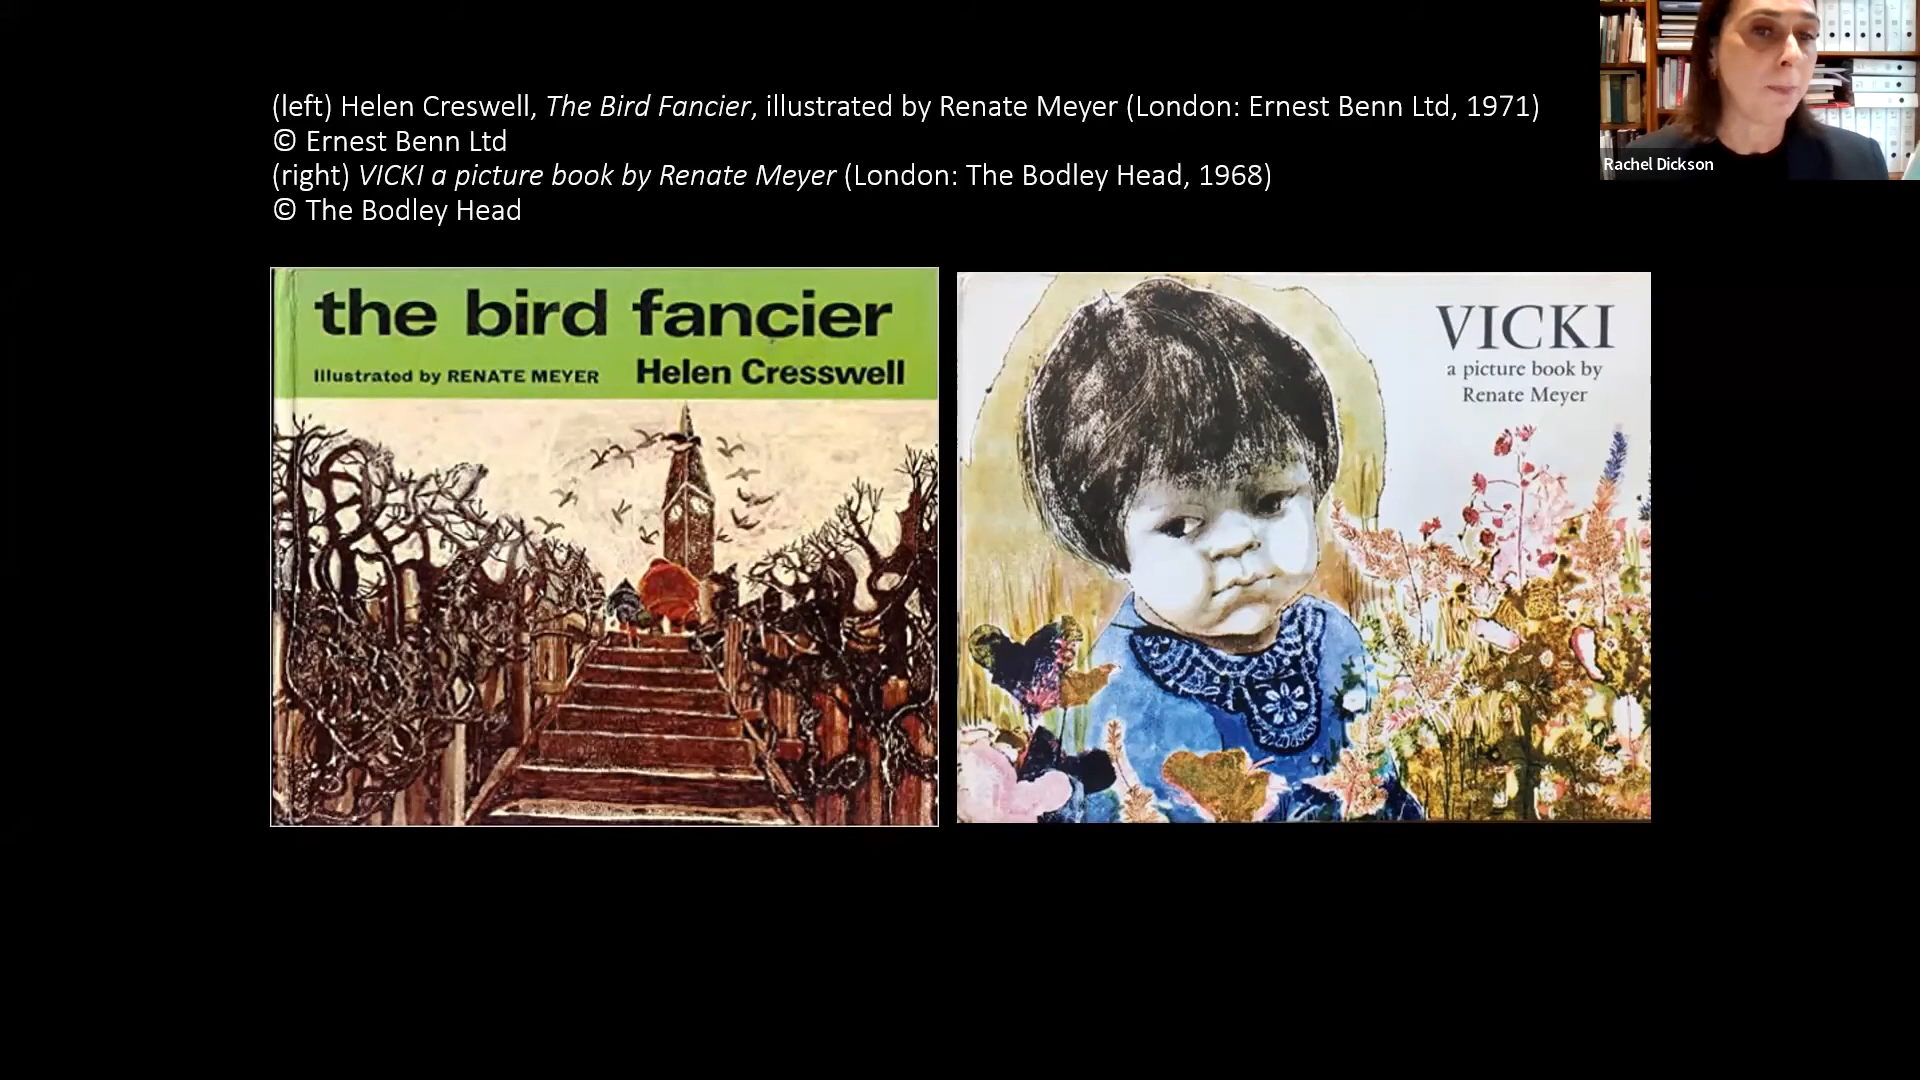 (left) Helen Creswell, The Bird Fancier, illustrated by Renate Meyer (London: Ernest Benn Ltd, 1971)
© Ernest Benn Ltd
(right) VICKI a picture book by Renate Meyer (London: The Bodley Head, 1968)
© The Bodley Head
Rachel Dickson
the bird fancier
Illustrated by RENATE MEYER Helen Cresswell
VICKI
a picture book by
Renate Meyer